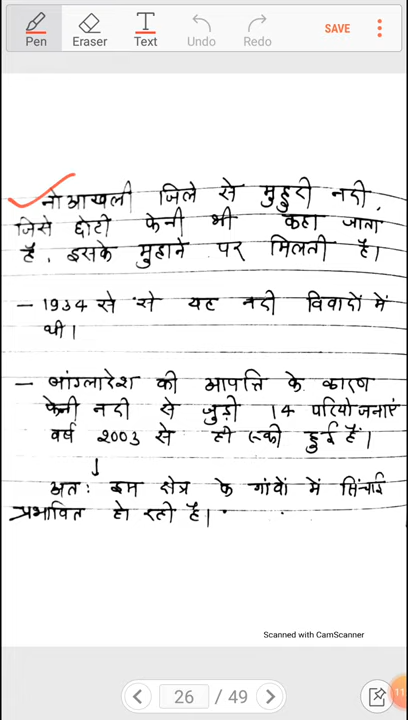 Pen
Eraser
Text
Undo
Redo
SAVE
नोआखली जिले से मुहुरी नदी,
जिसे छोटी फेनी भी कहा जाता
है, इसके मुहाने पर मिलती है।
- 1934 से से यह नदी विवादों में
थी।
- बांग्लादेश की आपत्ति के कारण
फेनी नदी से जुड़ी 14 परियोजनाएं
वर्ष 2003 से ही रुकी हुई हैं।
↓
अतः इस क्षेत्र के गांवों में सिंचाई
प्रभावित हो रही है।
Scanned with CamScanner
26 / 49
11